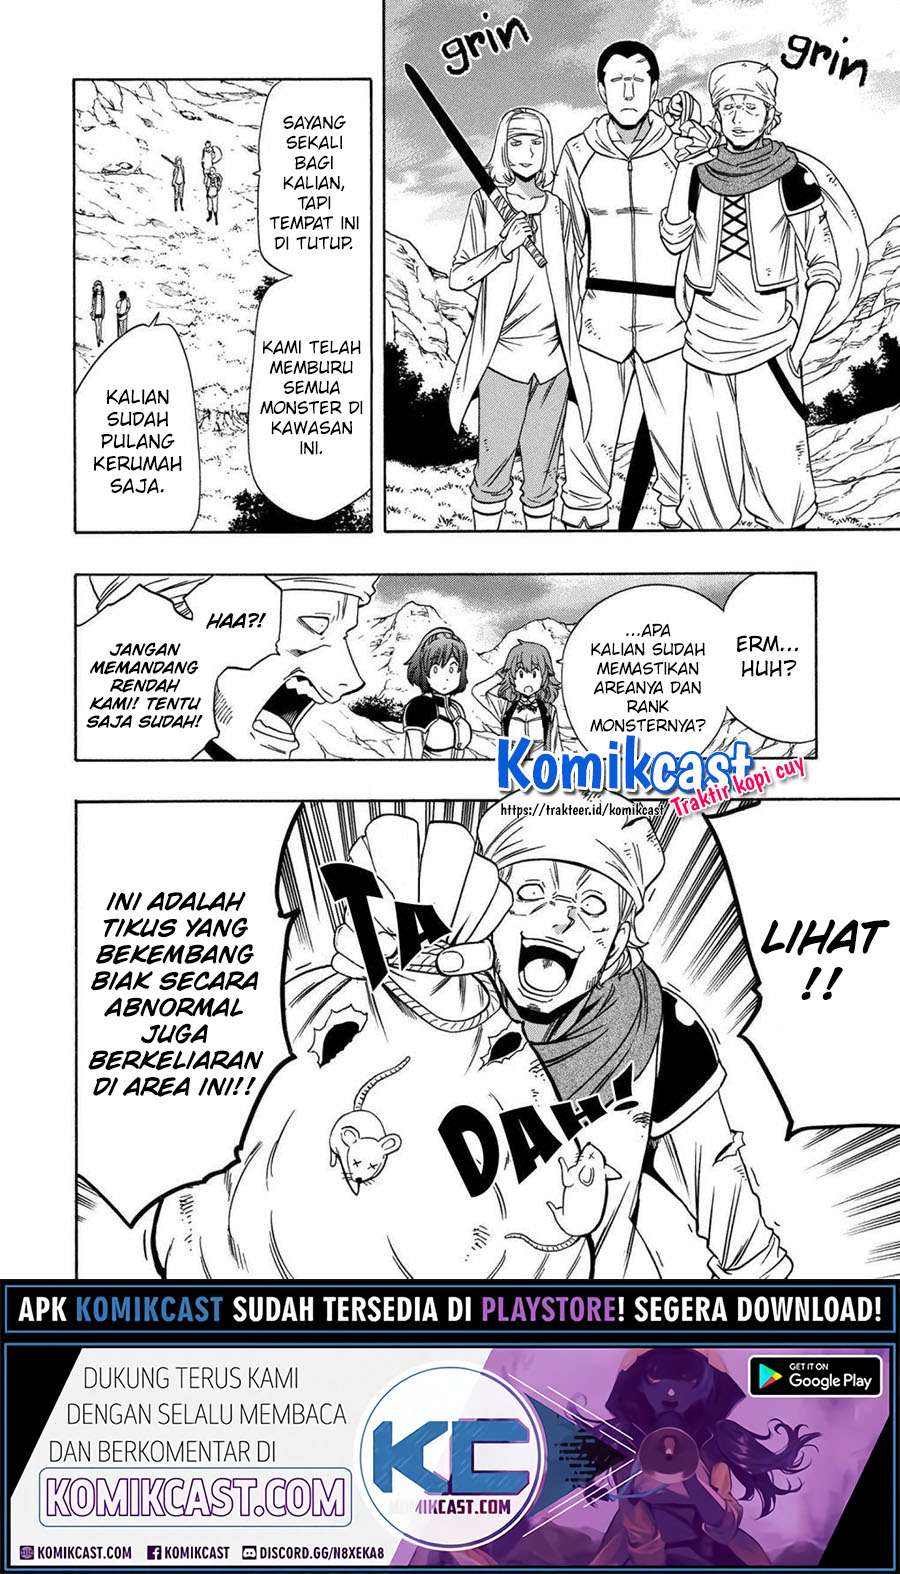 grin
grin
SAYANG
SEKALI
BAGI
KALIAN,
TAPI
TEMPAT INI
DI TUTUP.
KAMI TELAH
MEMBURU
SEMUA
MONSTER DI
KAWASAN
INI.
KALIAN
SUDAH
PULANG
KERUMAH
SAJA.
ERM...
HUH?
...APA
KALIAN SUDAH
MEMASTIKAN
AREANYA DAN
RANK
MONSTERNYA?
HAA?!
JANGAN
MEMANDANG
RENDAH
KAMI! TENTU
SAJA SUDAH!
Komikcast
Traktir kopi cuy
https://trakteer.id/komikcast
LIHAT
!!
TA
DAH!
INI ADALAH
TIKUS YANG
BEKEMBANG
BIAK SECARA
ABNORMAL
JUGA
BERKELIARAN
DI AREA INI!!
APK KOMIKCAST SUDAH TERSEDIA DI PLAYSTORE! SEGERA DOWNLOAD!
DUKUNG TERUS KAMI
DENGAN SELALU MEMBACA
DAN BERKOMENTAR DI
KOMIKCAST.COM
KOMIKCAST.COM KOMIKCAST DISCORD.GG/N8XEKA8
KC
KOMIKCAST.COM
GET IT ON
Google Play